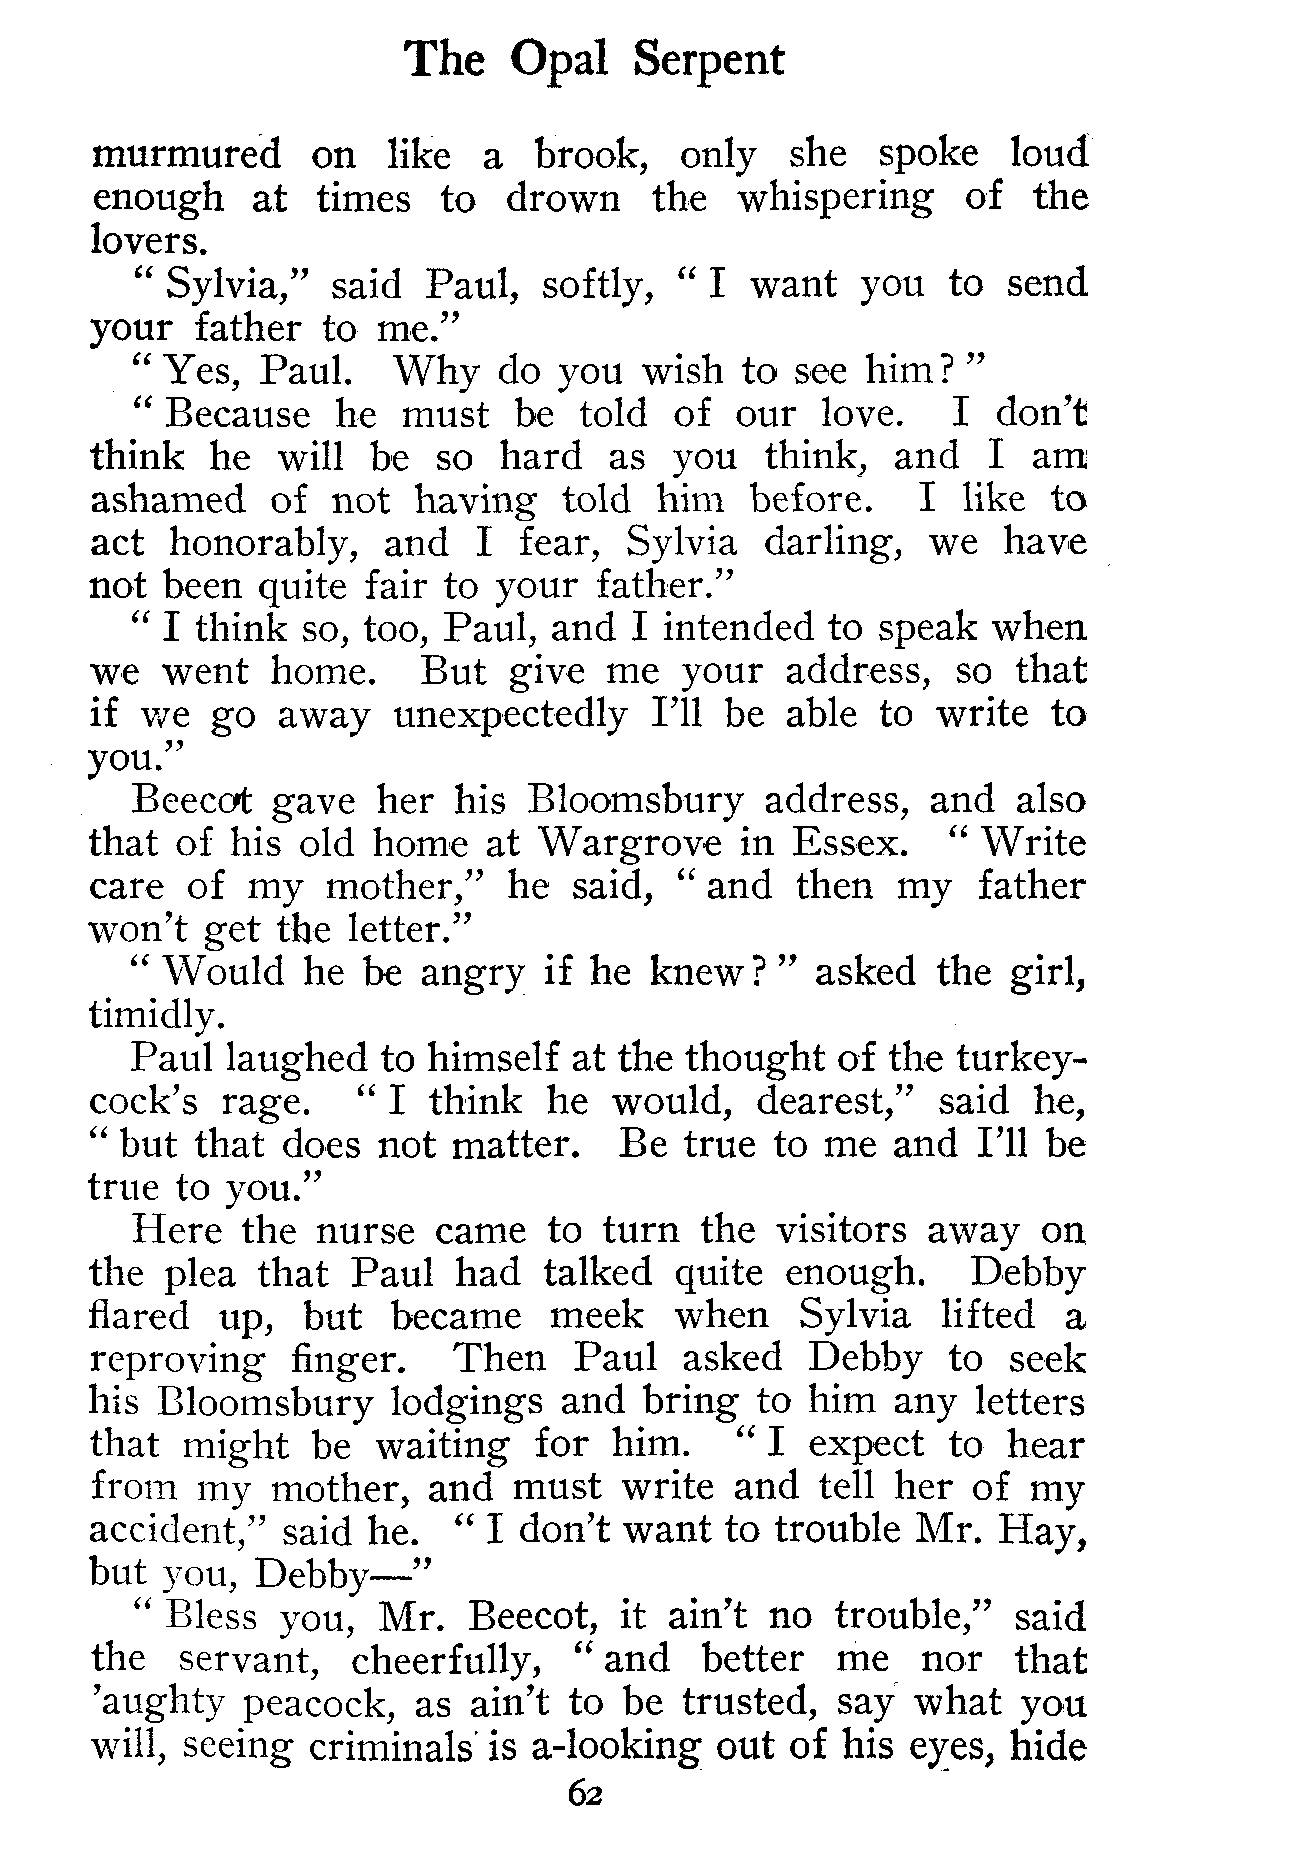 The Opal Serpent
murmured on like a brook, only she spoke loud
enough at times to drown the whispering of the
lovers.
“ Sylvia,” said Paul, softly, “ I want you to send
your father to me.”
“ Yes, Paul. Why do you wish to see him? ”
“ Because he must be told of our love. I don’t
think he will be so hard as you think, and I am
ashamed of not having told him before. I like to
act honorably, and I fear, Sylvia darling, we have
not been quite fair to your father.”
“ I think so, too, Paul, and I intended to speak when
we went home. But give me your address, so that
if we go away unexpectedly I’ll be able to write to
you.”
Beecot gave her his Bloomsbury address, and also
that of his old home at Wargrove in Essex. “ Write
care of my mother,” he said, “ and then my father
won’t get the letter.”
“ Would he be angry if he knew? ” asked the girl,
timidly.
Paul laughed to himself at the thought of the turkey-
cock’s rage. “ I think he would, dearest,” said he,
“ but that does not matter. Be true to me and I’ll be
true to you.”
Here the nurse came to turn the visitors away on
the plea that Paul had talked quite enough. Debby
flared up, but became meek when Sylvia lifted a
reproving finger. Then Paul asked Debby to seek
his Bloomsbury lodgings and bring to him any letters
that might be waiting for him. “ I expect to hear
from my mother, and must write and tell her of my
accident,” said he. “ I don’t want to trouble Mr. Hay,
but you, Debby—”
“ Bless you, Mr. Beecot, it ain’t no trouble,” said
the servant, cheerfully, “ and better me nor that
’aughty peacock, as ain’t to be trusted, say what you
will, seeing criminals is a-looking out of his eyes, hide
62